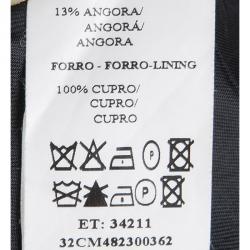 13% ANGORA/
ANGORÁ/
ANGORA
FORRO - FORRO-LINING
100% CUPRO/
CUPRO/
CUPRO
P
P
ET: 34211
32CM482300362